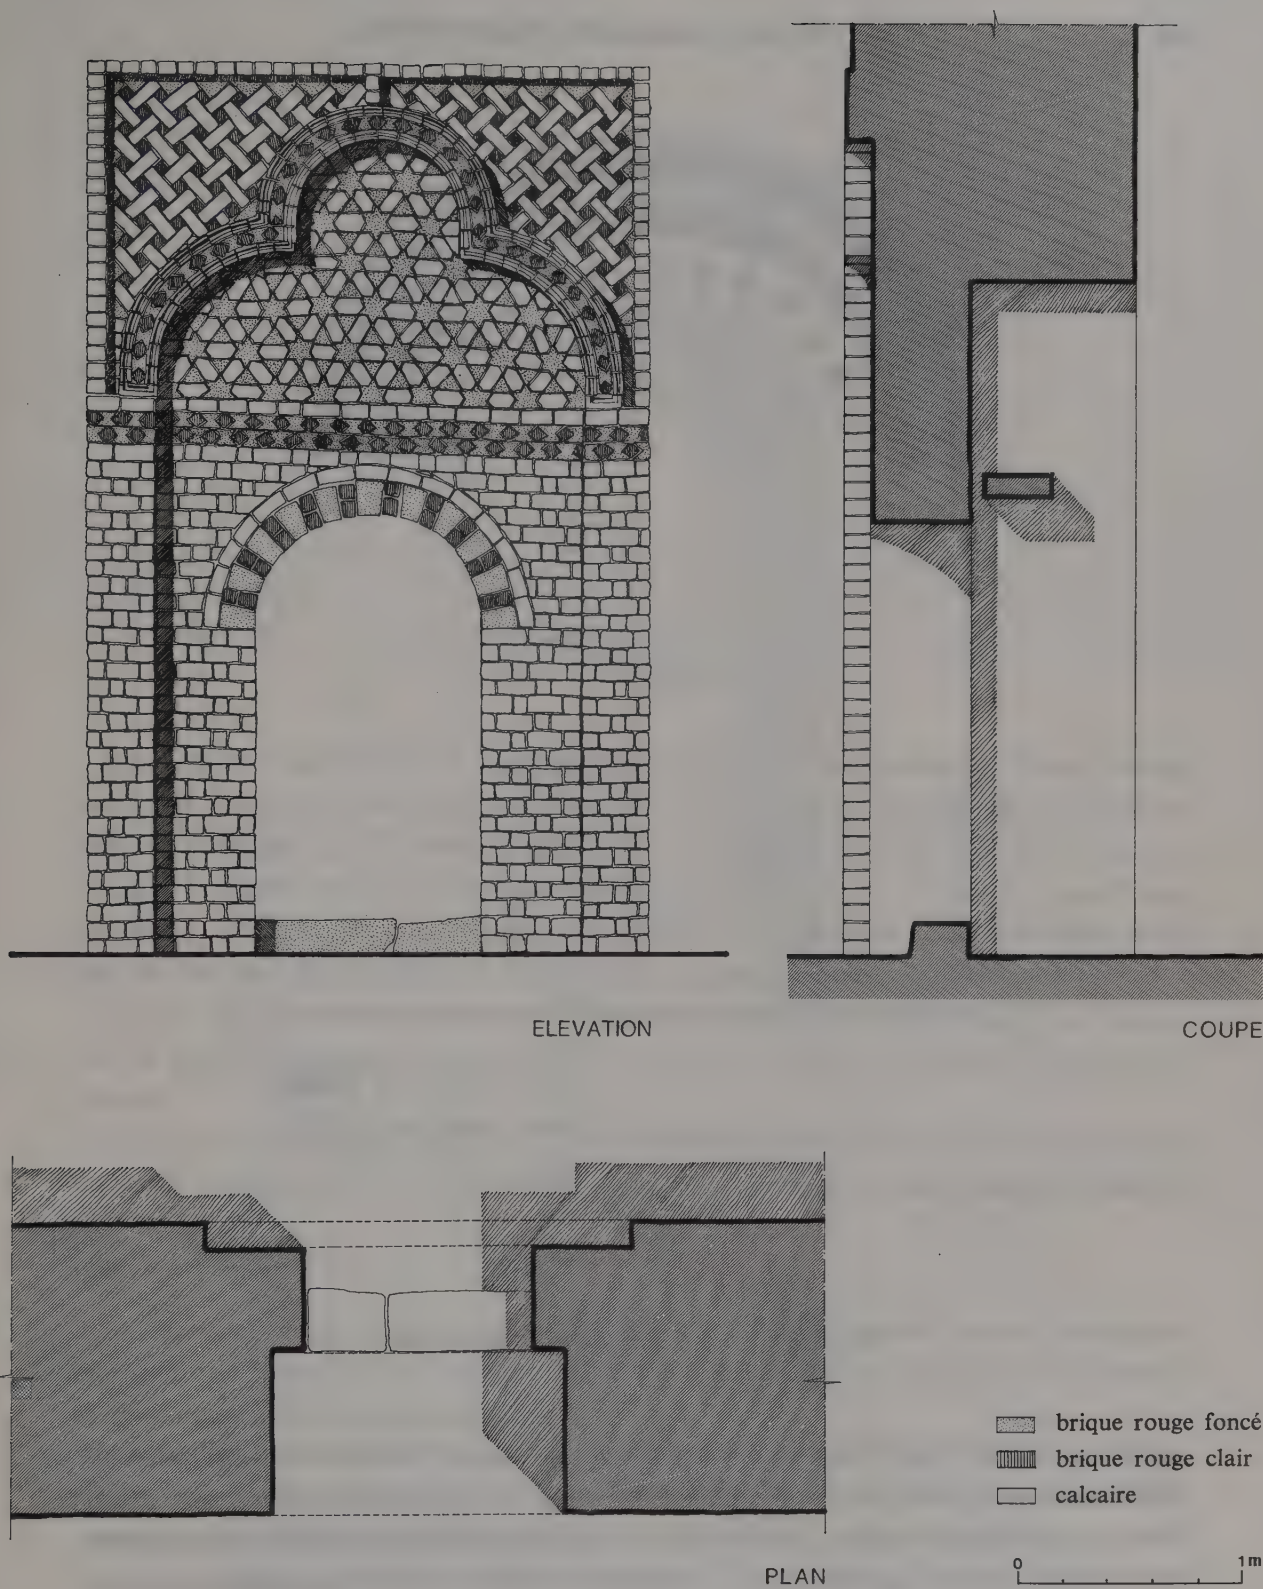 ELEVATION
COUPE
PLAN
brique rouge foncé
brique rouge clair
calcaire
0 1m